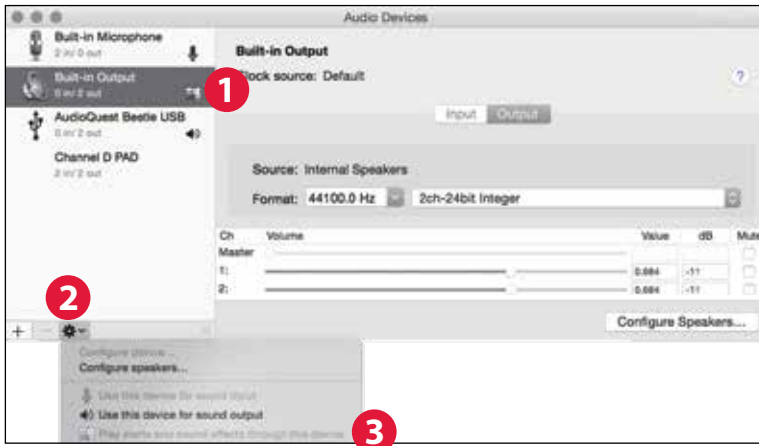 Audio Devices
Built-in Microphone
2 in/ 0 out
Built-in Output
0 in/ 2 out
AudioQuest Beetle USB
0 in/ 2 out
Channel D PAD
2 in/ 2 out
Built-in Output
Clock source: Default
?
Input Output
Source: Internal Speakers
Format: 44100.0 Hz 2ch-24bit Integer
Ch Volume Value dB Mute
Master
1: 0.684 -11
2: 0.684 -11
Configure Speakers...
Configure device...
Configure speakers...
Use this device for sound input
Use this device for sound output
Play alerts and sound effects through this device
1
2
3